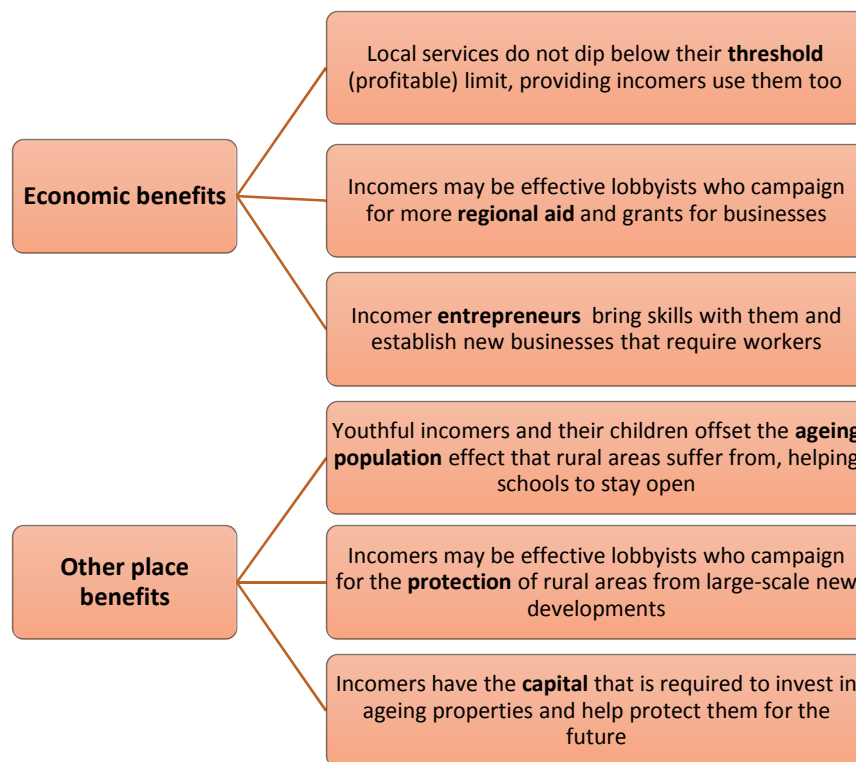 Economic benefits
Local services do not dip below their threshold
(profitable) limit, providing incomers use them too
Incomers may be effective lobbyists who campaign
for more regional aid and grants for businesses
Incomer entrepreneurs bring skills with them and
establish new businesses that require workers
Other place
benefits
Youthful incomers and their children offset the ageing
population effect that rural areas suffer from, helping
schools to stay open
Incomers may be effective lobbyists who campaign
for the protection of rural areas from large-scale new
developments
Incomers have the capital that is required to invest in
ageing properties and help protect them for the
future